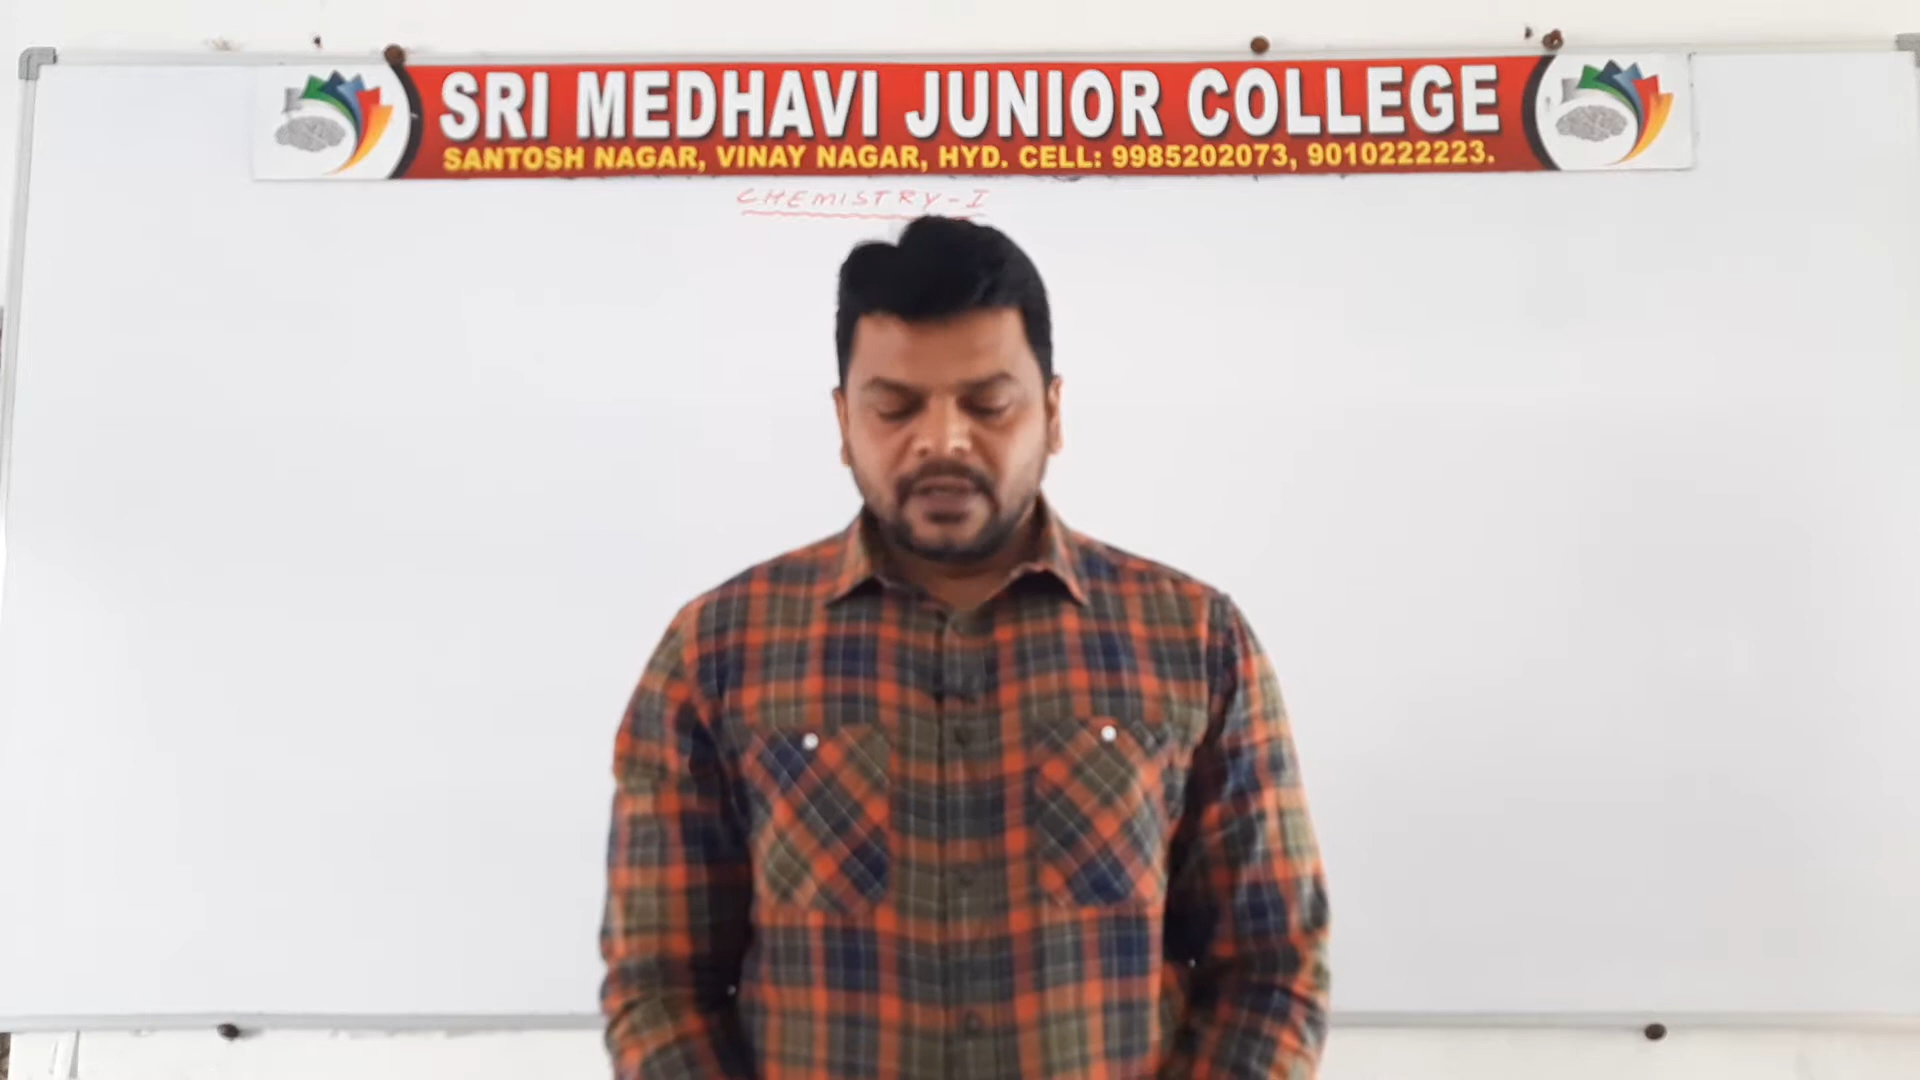 SRI MEDHAVI JUNIOR COLLEGE
SANTOSH NAGAR, VINAY NAGAR, HYD. CELL: 9985202073, 9010222223.
CHEMISTRY-I